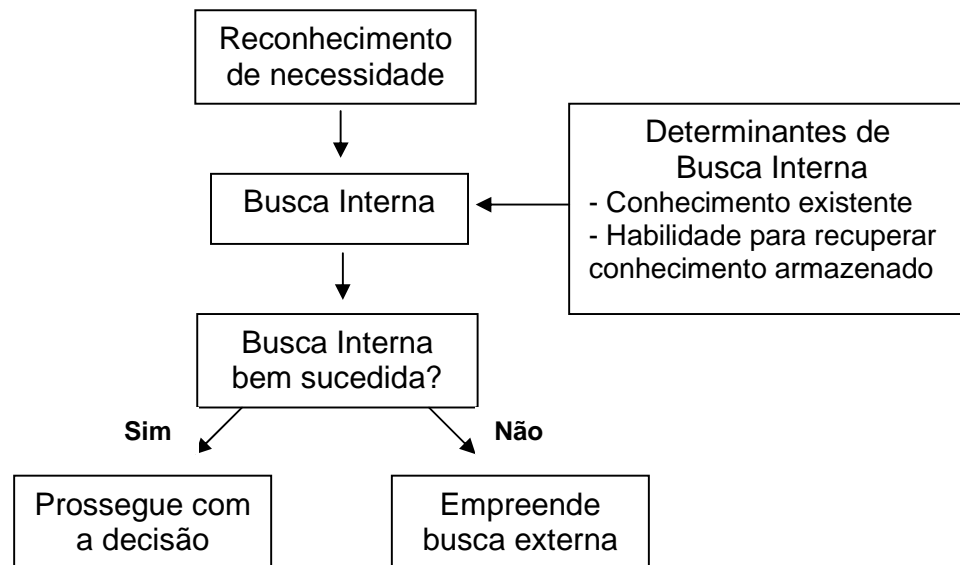 Reconhecimento
de necessidade
Busca Interna
Determinantes de
Busca Interna
- Conhecimento existente
- Habilidade para recuperar
conhecimento armazenado
Busca Interna
bem sucedida?
Sim
Não
Prossegue com
a decisão
Empreende
busca externa